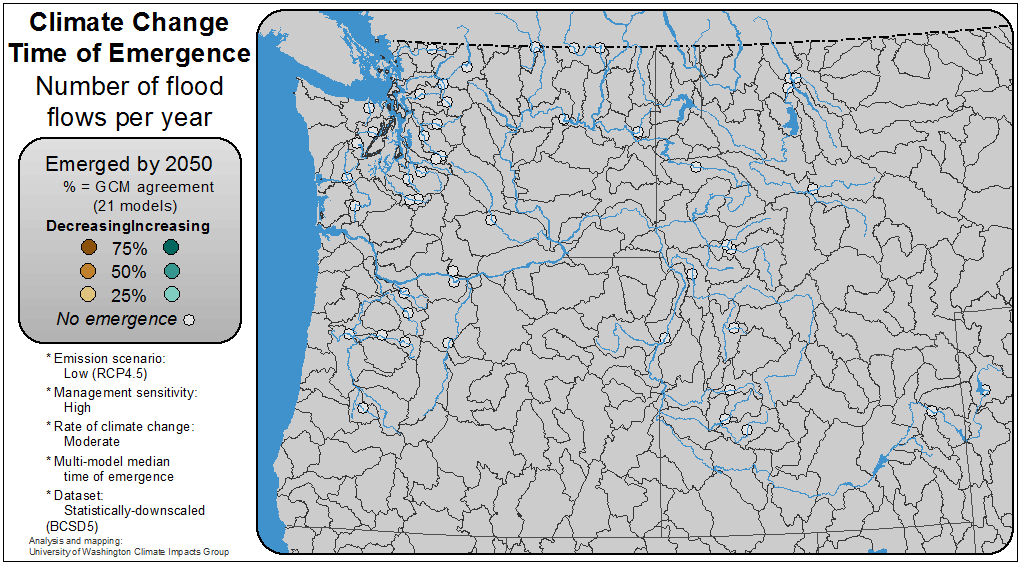 Climate Change
Time of Emergence
Number of flood
flows per year
Emerged by 2050
% = GCM agreement
(21 models)
DecreasingIncreasing
75%
50%
25%
No emergence
* Emission scenario:
Low (RCP4.5)
* Management sensitivity:
High
* Rate of climate change:
Moderate
* Multi-model median
time of emergence
* Dataset:
Statistically-downscaled
(BCSD5)
Analysis and mapping:
University of Washington Climate Impacts Group